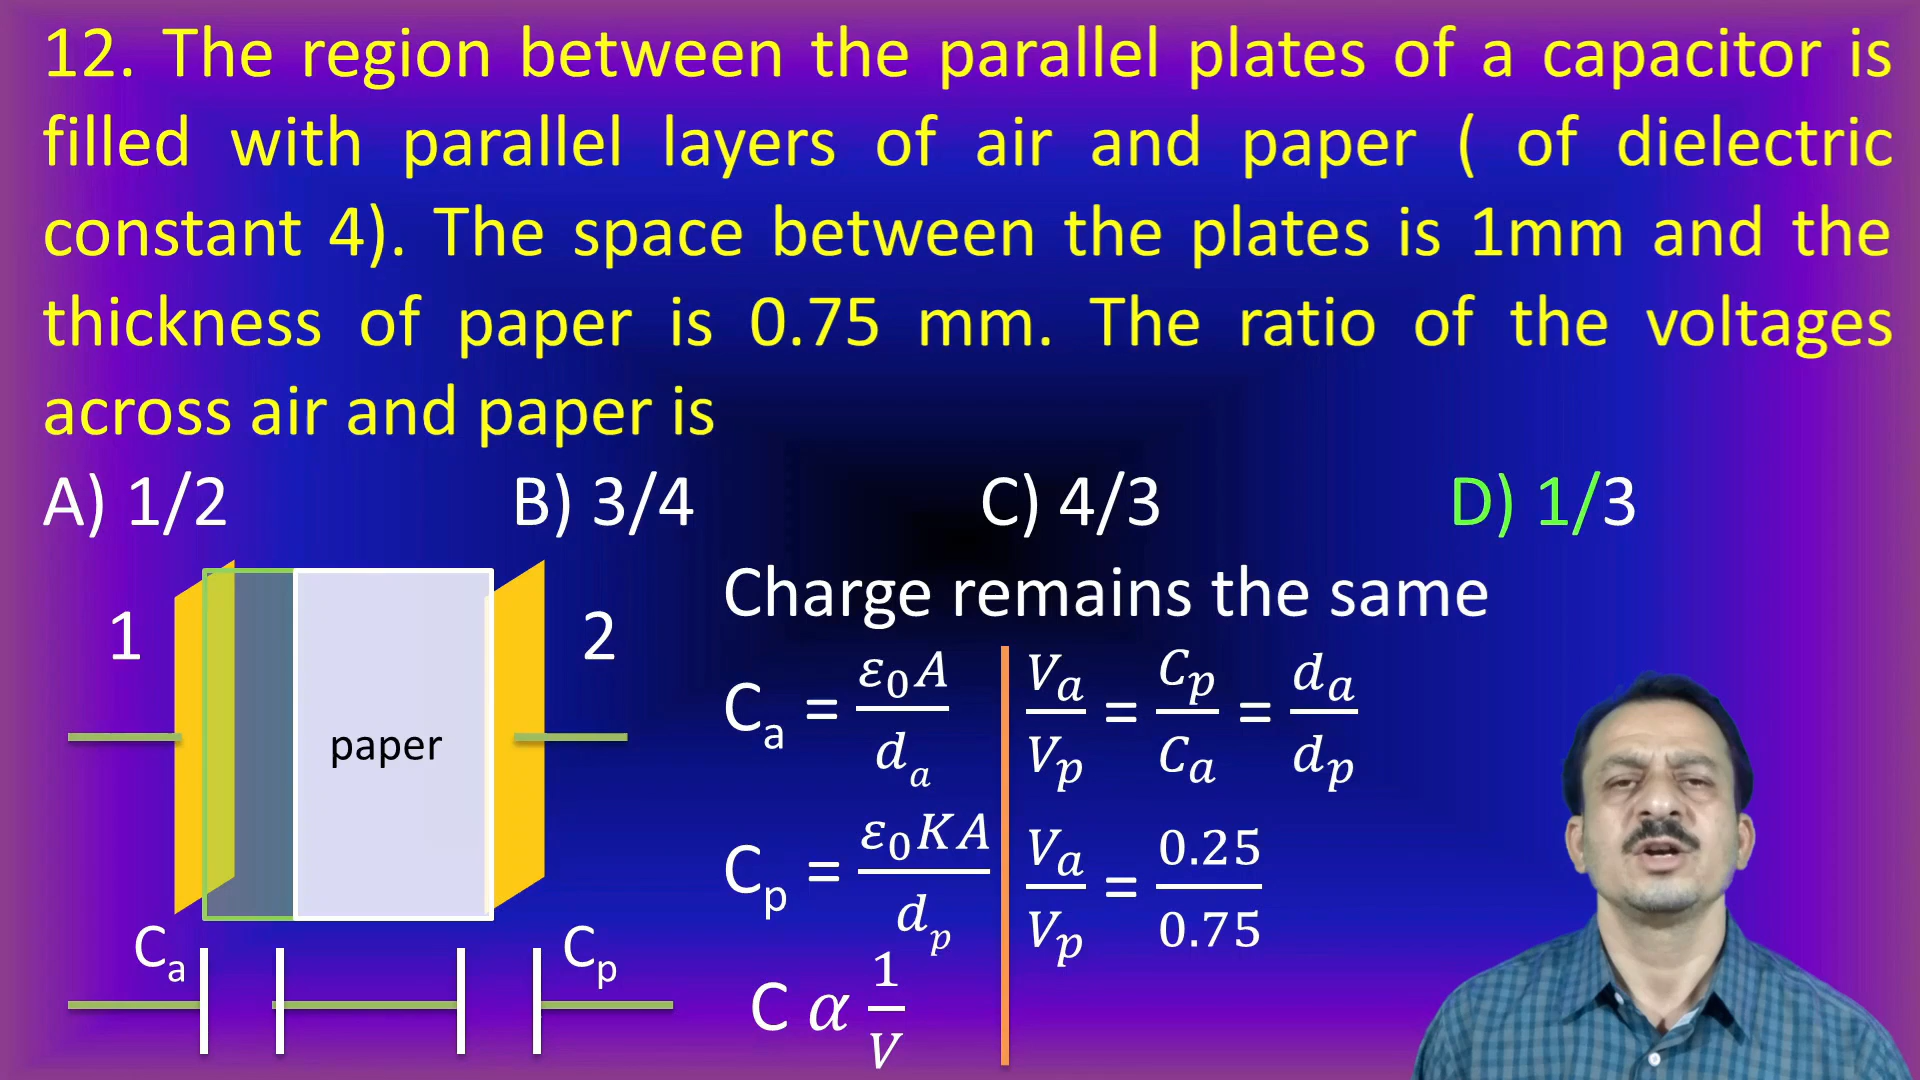 12. The region between the parallel plates of a capacitor is
filled with parallel layers of air and paper ( of dielectric
constant 4). The space between the plates is 1mm and the
thickness of paper is 0.75 mm. The ratio of the voltages
across air and paper is
A) 1/2 B) 3/4 C) 4/3 D) 1/3
Charge remains the same
1 2
paper
Cₐ = ε₀A / dₐ
Vₐ/Vₚ = Cₚ/Cₐ = dₐ/dₚ
Cₚ = ε₀KA / dₚ
Vₐ/Vₚ = 0.25/0.75
Cₐ Cₚ
C α 1/V